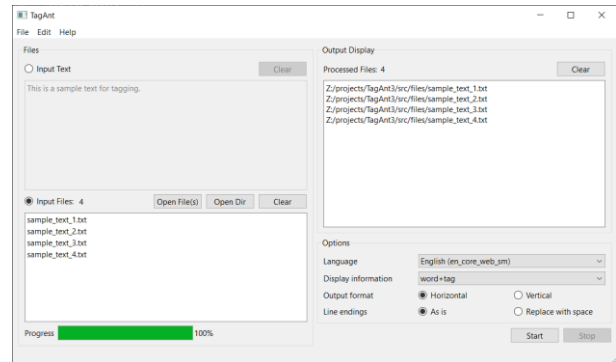 TagAnt
File Edit Help
Files
Input Text
Clear
This is a sample text for tagging.
Input Files: 4
Open File(s)
Open Dir
Clear
sample_text_1.txt
sample_text_2.txt
sample_text_3.txt
sample_text_4.txt
Progress
100%
Output Display
Processed Files: 4
Clear
Z:/projects/TagAnt3/src/files/sample_text_1.txt
Z:/projects/TagAnt3/src/files/sample_text_2.txt
Z:/projects/TagAnt3/src/files/sample_text_3.txt
Z:/projects/TagAnt3/src/files/sample_text_4.txt
Options
Language
English (en_core_web_sm)
Display information
word+tag
Output format
Horizontal
Vertical
Line endings
As is
Replace with space
Start
Stop